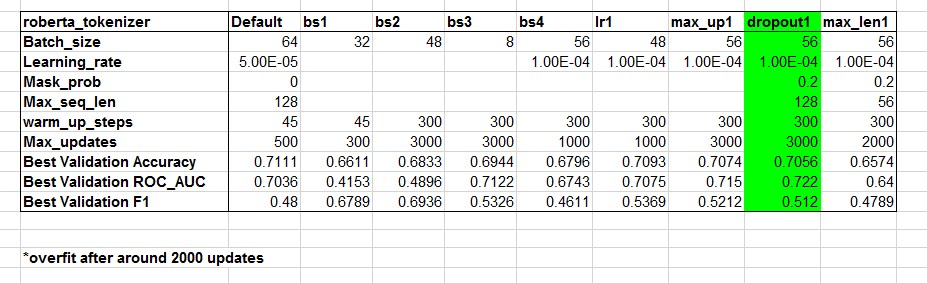 roberta_tokenizer Default bs1 bs2 bs3 bs4 lr1 max_up1 dropout1 max_len1
Batch_size 64 32 48 8 56 48 56 56 56
Learning_rate 5.00E-05 1.00E-04 1.00E-04 1.00E-04 1.00E-04 1.00E-04
Mask_prob 0 0.2 0.2
Max_seq_len 128 128 56
warm_up_steps 45 45 300 300 300 300 300 300 300
Max_updates 500 300 3000 3000 1000 1000 3000 3000 2000
Best Validation Accuracy 0.7111 0.6611 0.6833 0.6944 0.6796 0.7093 0.7074 0.7056 0.6574
Best Validation ROC_AUC 0.7036 0.4153 0.4896 0.7122 0.6743 0.7075 0.715 0.722 0.64
Best Validation F1 0.48 0.6789 0.6936 0.5326 0.4611 0.5369 0.5212 0.512 0.4789
*overfit after around 2000 updates